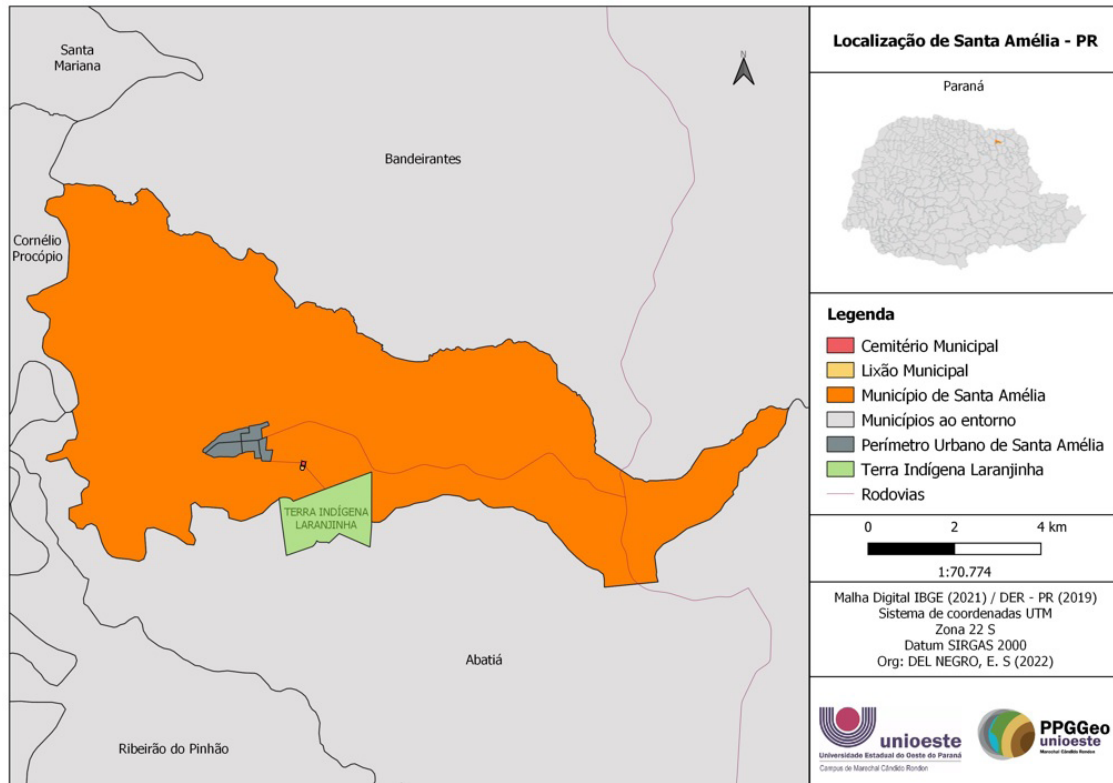 Santa
Mariana
Bandeirantes
Cornélio
Procópio
TERRA INDÍGENA
LARANJINHA
Abatiá
Ribeirão do Pinhão
N
Localização de Santa Amélia - PR
Paraná
Legenda
Cemitério Municipal
Lixão Municipal
Município de Santa Amélia
Municípios ao entorno
Perímetro Urbano de Santa Amélia
Terra Indígena Laranjinha
Rodovias
0 2 4 km
1:70.774
Malha Digital IBGE (2021) / DER - PR (2019)
Sistema de coordenadas UTM
Zona 22 S
Datum SIRGAS 2000
Org: DEL NEGRO, E. S (2022)
unioeste
Universidade Estadual do Oeste do Paraná
Campus de Marechal Cândido Rondon
PPGGeo
unioeste
Marechal Cândido Rondon